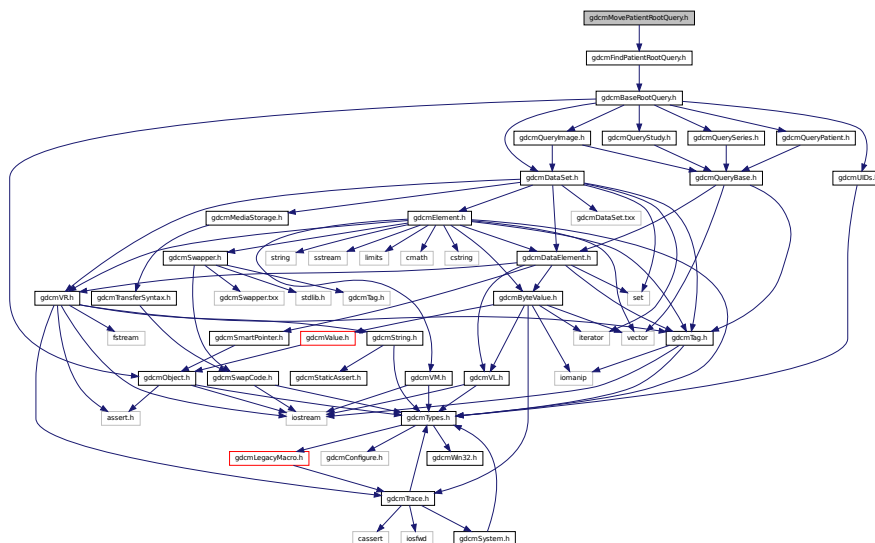 gdcmMovePatientRootQuery.h
gdcmFindPatientRootQuery.h
gdcmBaseRootQuery.h
gdcmQueryImage.h
gdcmQueryStudy.h
gdcmQuerySeries.h
gdcmQueryPatient.h
gdcmDataSet.h
gdcmQueryBase.h
gdcmUIDs.
gdcmMediaStorage.h
gdcmElement.h
gdcmDataSet.txx
gdcmSwapper.h
string
sstream
limits
cmath
cstring
gdcmDataElement.h
gdcmVR.h
gdcmTransferSyntax.h
gdcmSwapper.txx
stdlib.h
gdcmTag.h
gdcmByteValue.h
set
fstream
gdcmSmartPointer.h
gdcmValue.h
gdcmString.h
iterator
vector
gdcmTag.h
gdcmObject.h
gdcmSwapCode.h
gdcmStaticAssert.h
gdcmVM.h
gdcmVL.h
iomanip
assert.h
iostream
gdcmTypes.h
gdcmLegacyMacro.h
gdcmConfigure.h
gdcmWin32.h
gdcmTrace.h
cassert
iosfwd
gdcmSystem.h